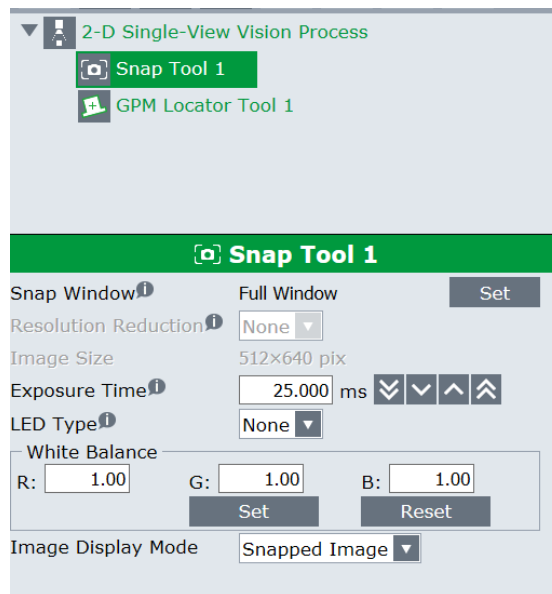 2-D Single-View Vision Process
Snap Tool 1
GPM Locator Tool 1
Snap Tool 1
Snap Window Full Window Set
Resolution Reduction None
Image Size 512×640 pix
Exposure Time 25.000 ms
LED Type None
White Balance
R: 1.00 G: 1.00 B: 1.00
Set Reset
Image Display Mode Snapped Image